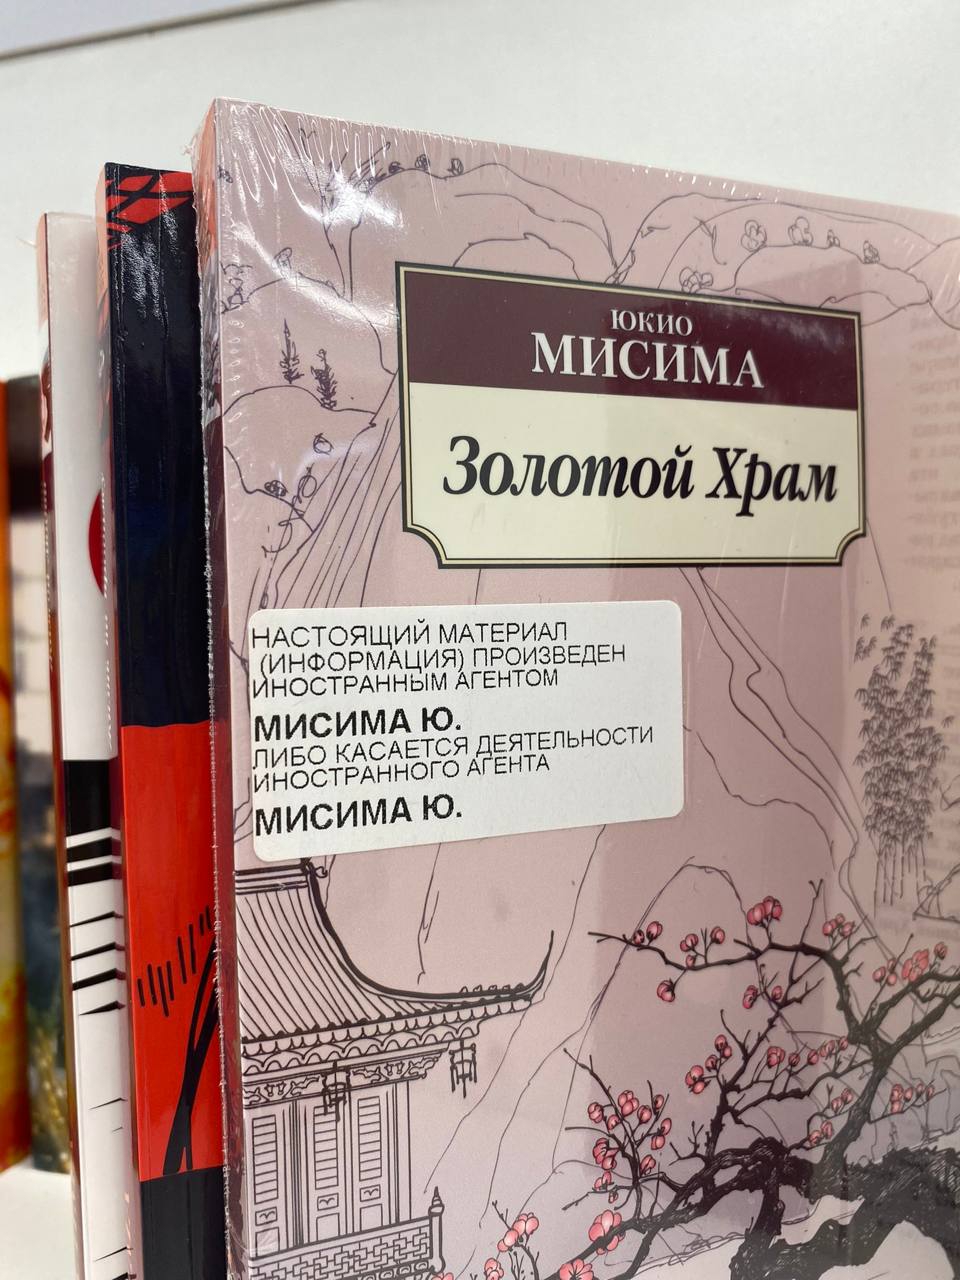 ЮКИО
МИСИМА
Золотой Храм
НАСТОЯЩИЙ МАТЕРИАЛ
(ИНФОРМАЦИЯ) ПРОИЗВЕДЕН
ИНОСТРАННЫМ АГЕНТОМ
МИСИМА Ю.
ЛИБО КАСАЕТСЯ ДЕЯТЕЛЬНОСТИ
ИНОСТРАННОГО АГЕНТА
МИСИМА Ю.